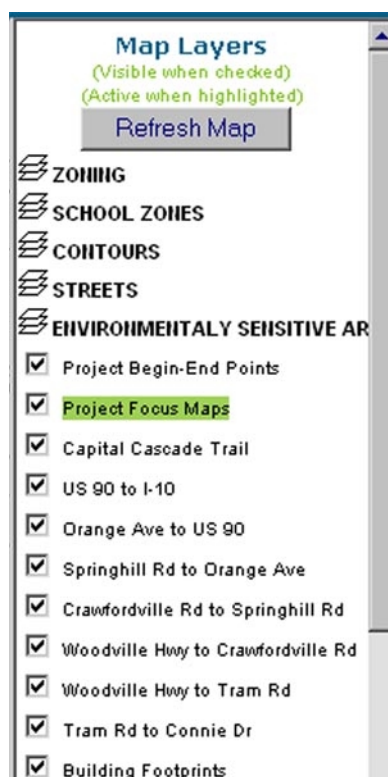 Map Layers
(Visible when checked)
(Active when highlighted)
Refresh Map
ZONING
SCHOOL ZONES
CONTOURS
STREETS
ENVIRONMENTALY SENSITIVE AR
Project Begin-End Points
Project Focus Maps
Capital Cascade Trail
US 90 to I-10
Orange Ave to US 90
Springhill Rd to Orange Ave
Crawfordville Rd to Springhill Rd
Woodville Hwy to Crawfordville Rd
Woodville Hwy to Tram Rd
Tram Rd to Connie Dr
Building Footprints